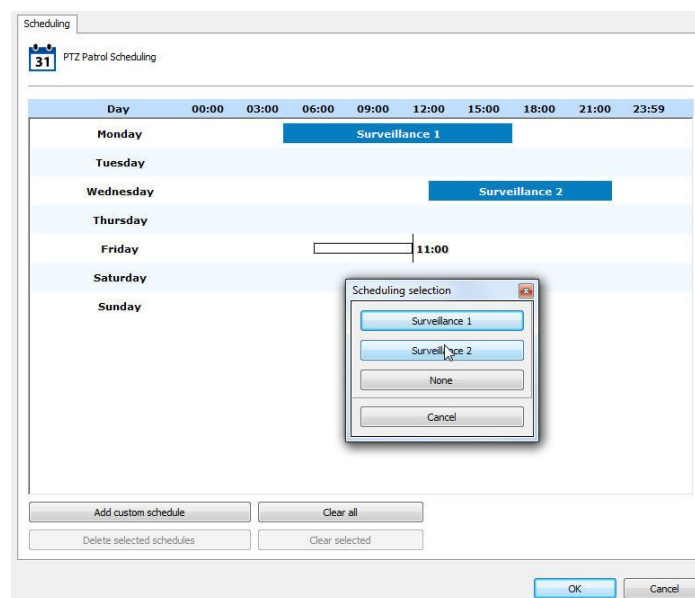 Scheduling
31 PTZ Patrol Scheduling
Day 00:00 03:00 06:00 09:00 12:00 15:00 18:00 21:00 23:59
Monday Surveillance 1
Tuesday
Wednesday Surveillance 2
Thursday
Friday 11:00
Saturday
Sunday
Scheduling selection
Surveillance 1
Surveillance 2
None
Cancel
Add custom schedule Clear all
Delete selected schedules Clear selected
OK Cancel